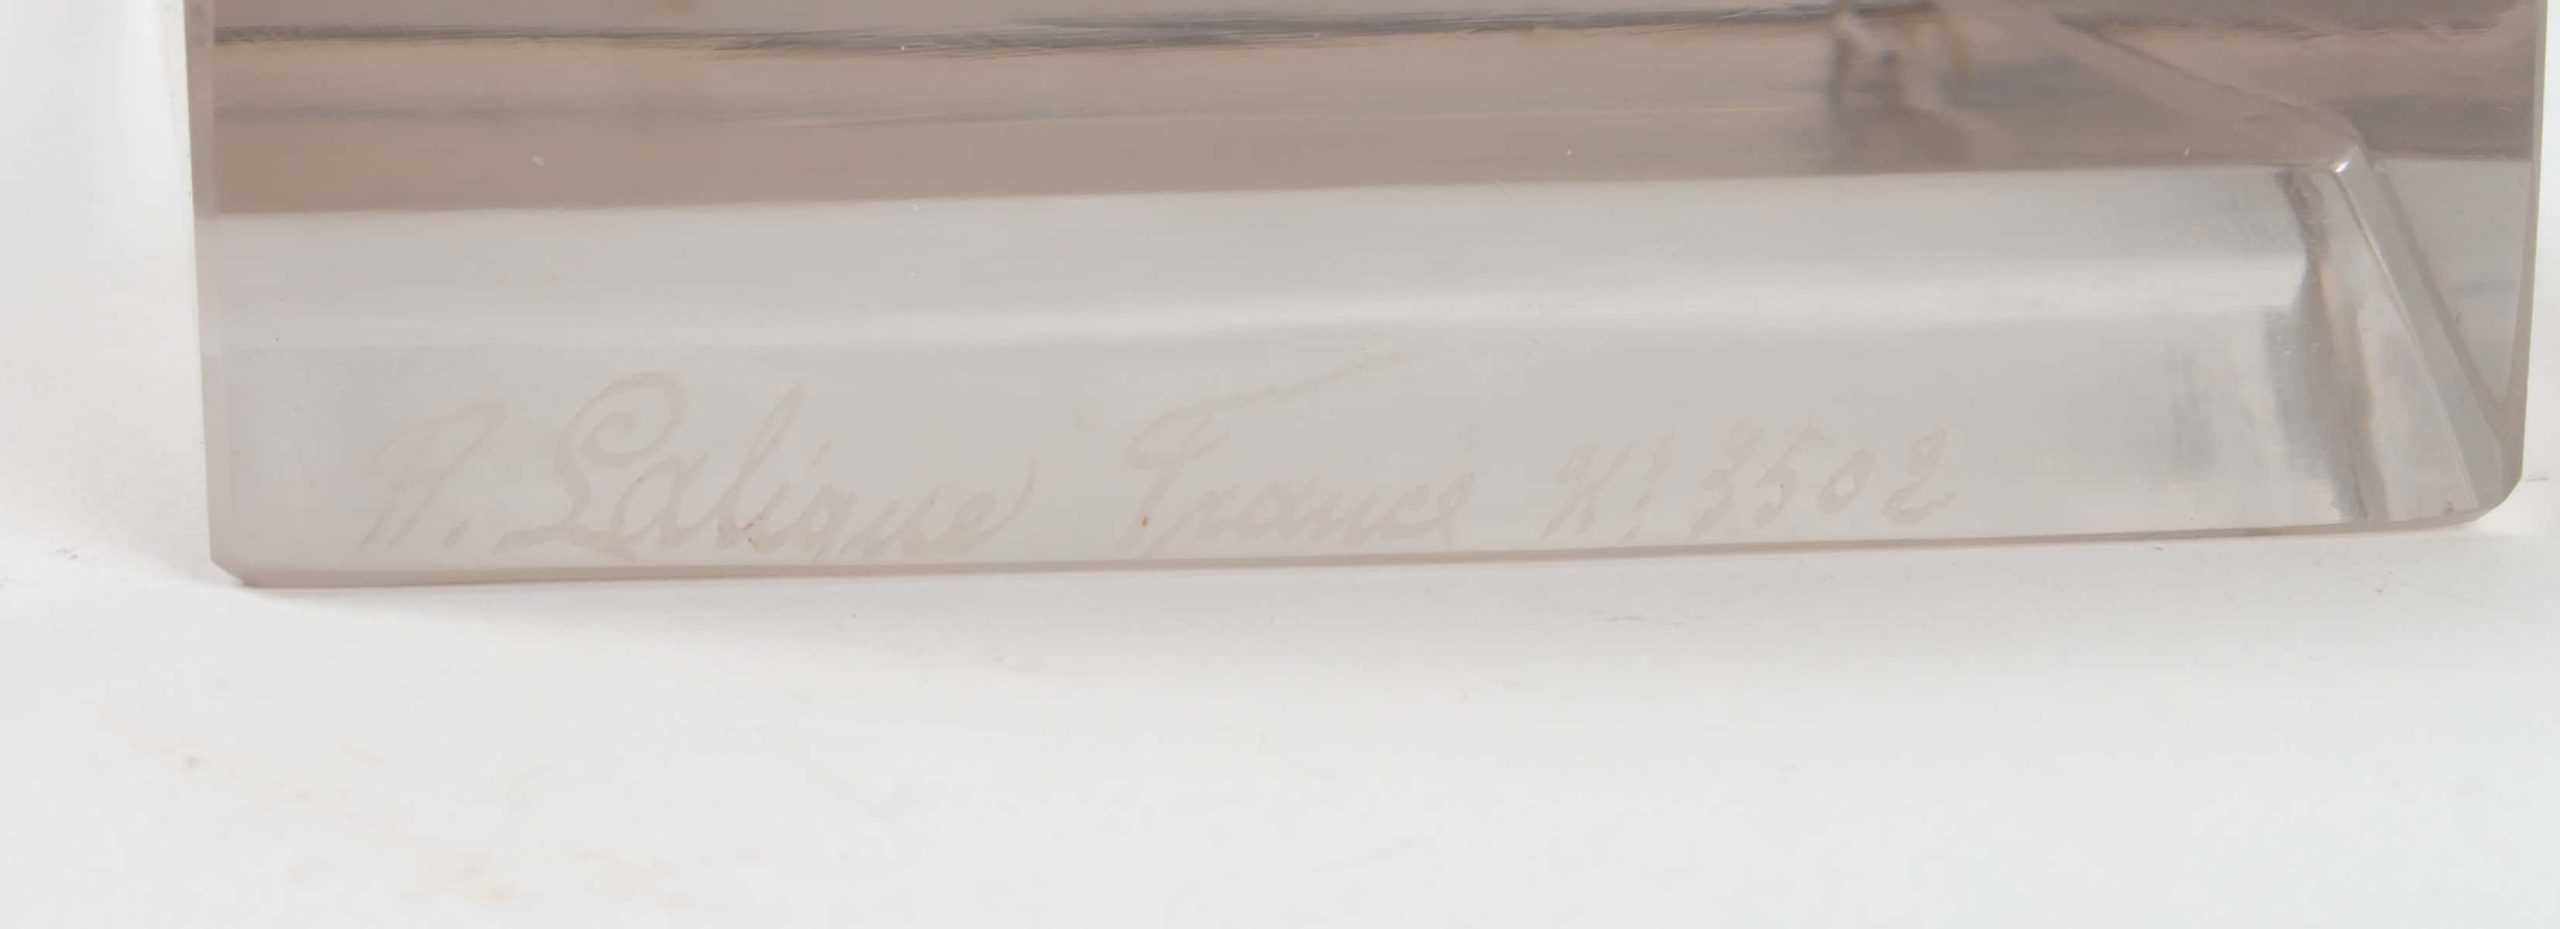 R. Lalique France N° 3502